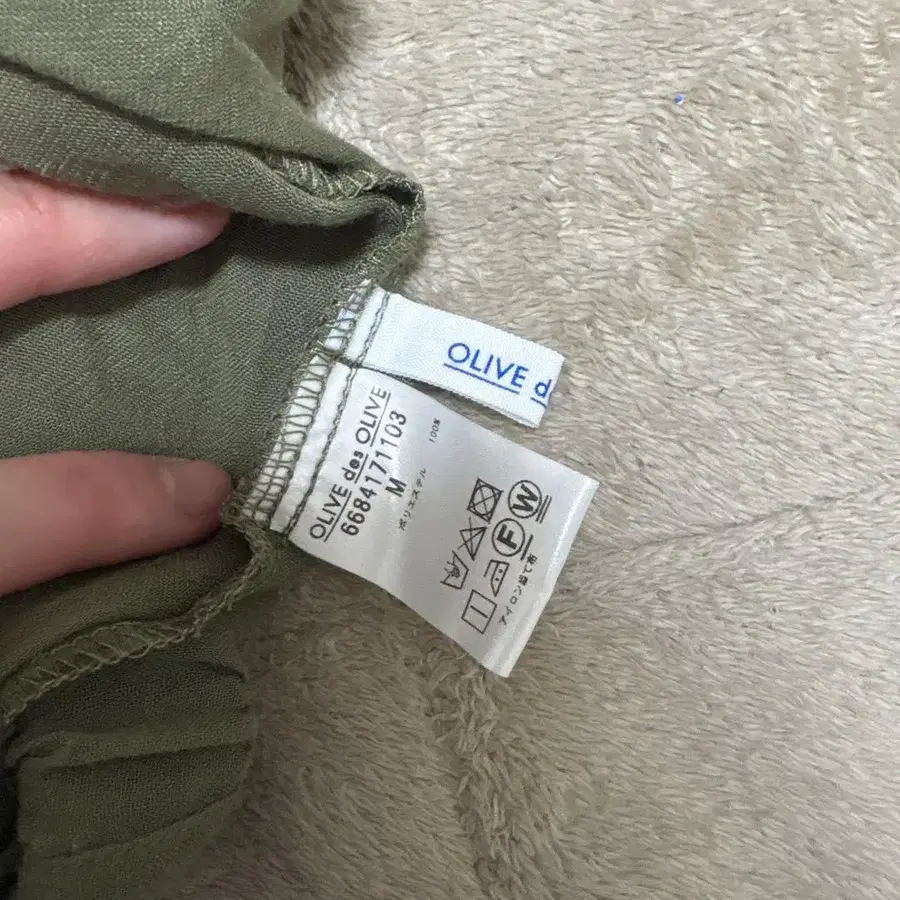 OLIVE d
OLIVE des OLIVE
6684171103
M
ポリエステル 100%
F W
アイロン当て布